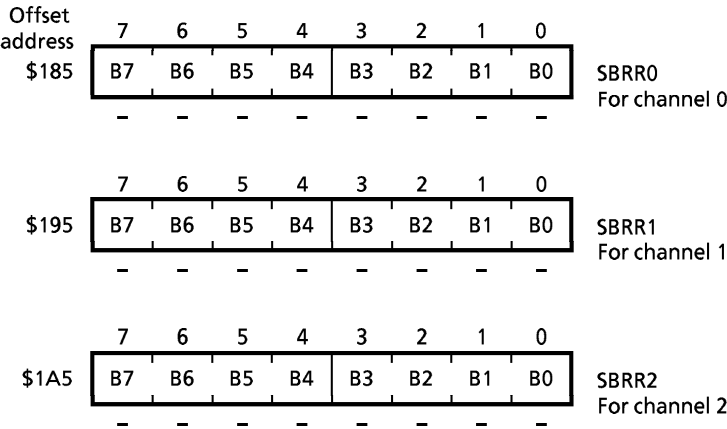 Offset
address
7 6 5 4 3 2 1 0
$185 B7 B6 B5 B4 B3 B2 B1 B0 SBRR0
For channel 0
– – – – – – – –
7 6 5 4 3 2 1 0
$195 B7 B6 B5 B4 B3 B2 B1 B0 SBRR1
For channel 1
– – – – – – – –
7 6 5 4 3 2 1 0
$1A5 B7 B6 B5 B4 B3 B2 B1 B0 SBRR2
For channel 2
– – – – – – – –